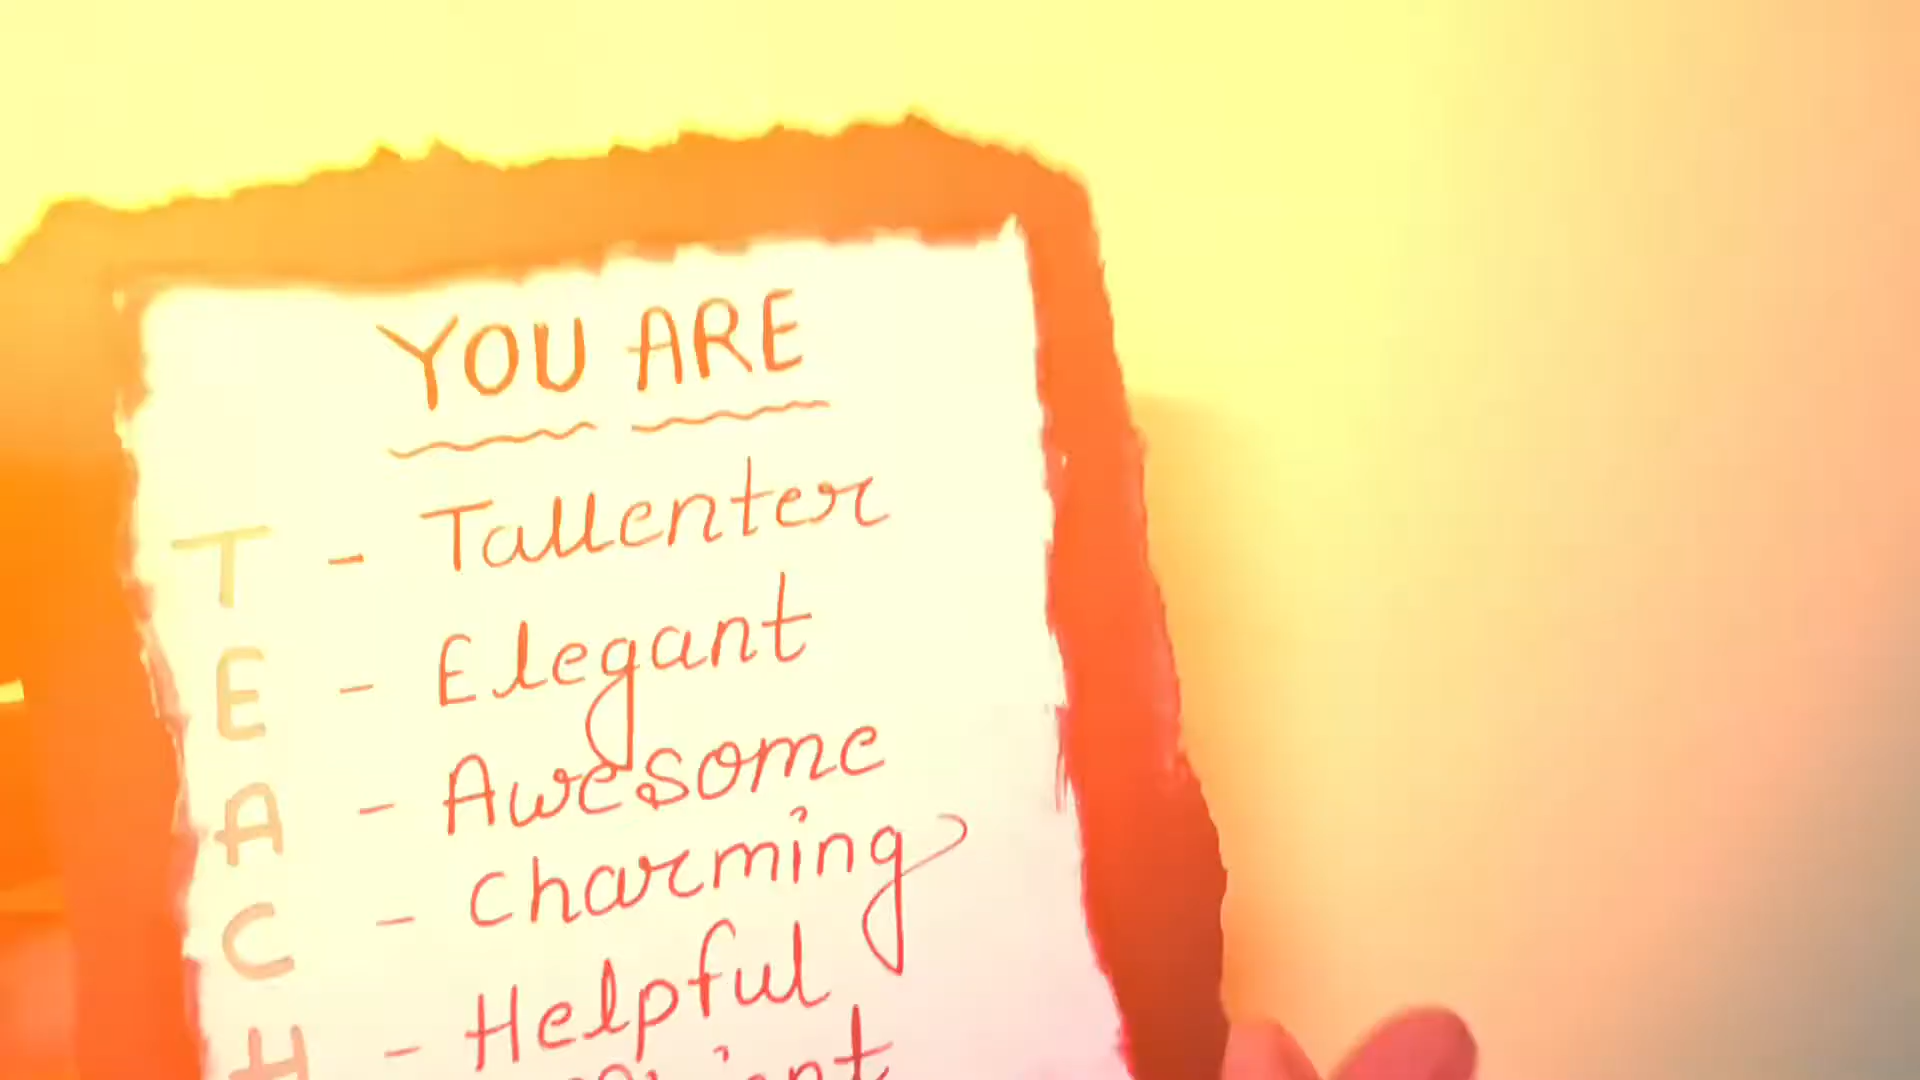 YOU ARE
T - Tallenter
E - Elegant
A - Awesome
C - Charming
H - Helpful